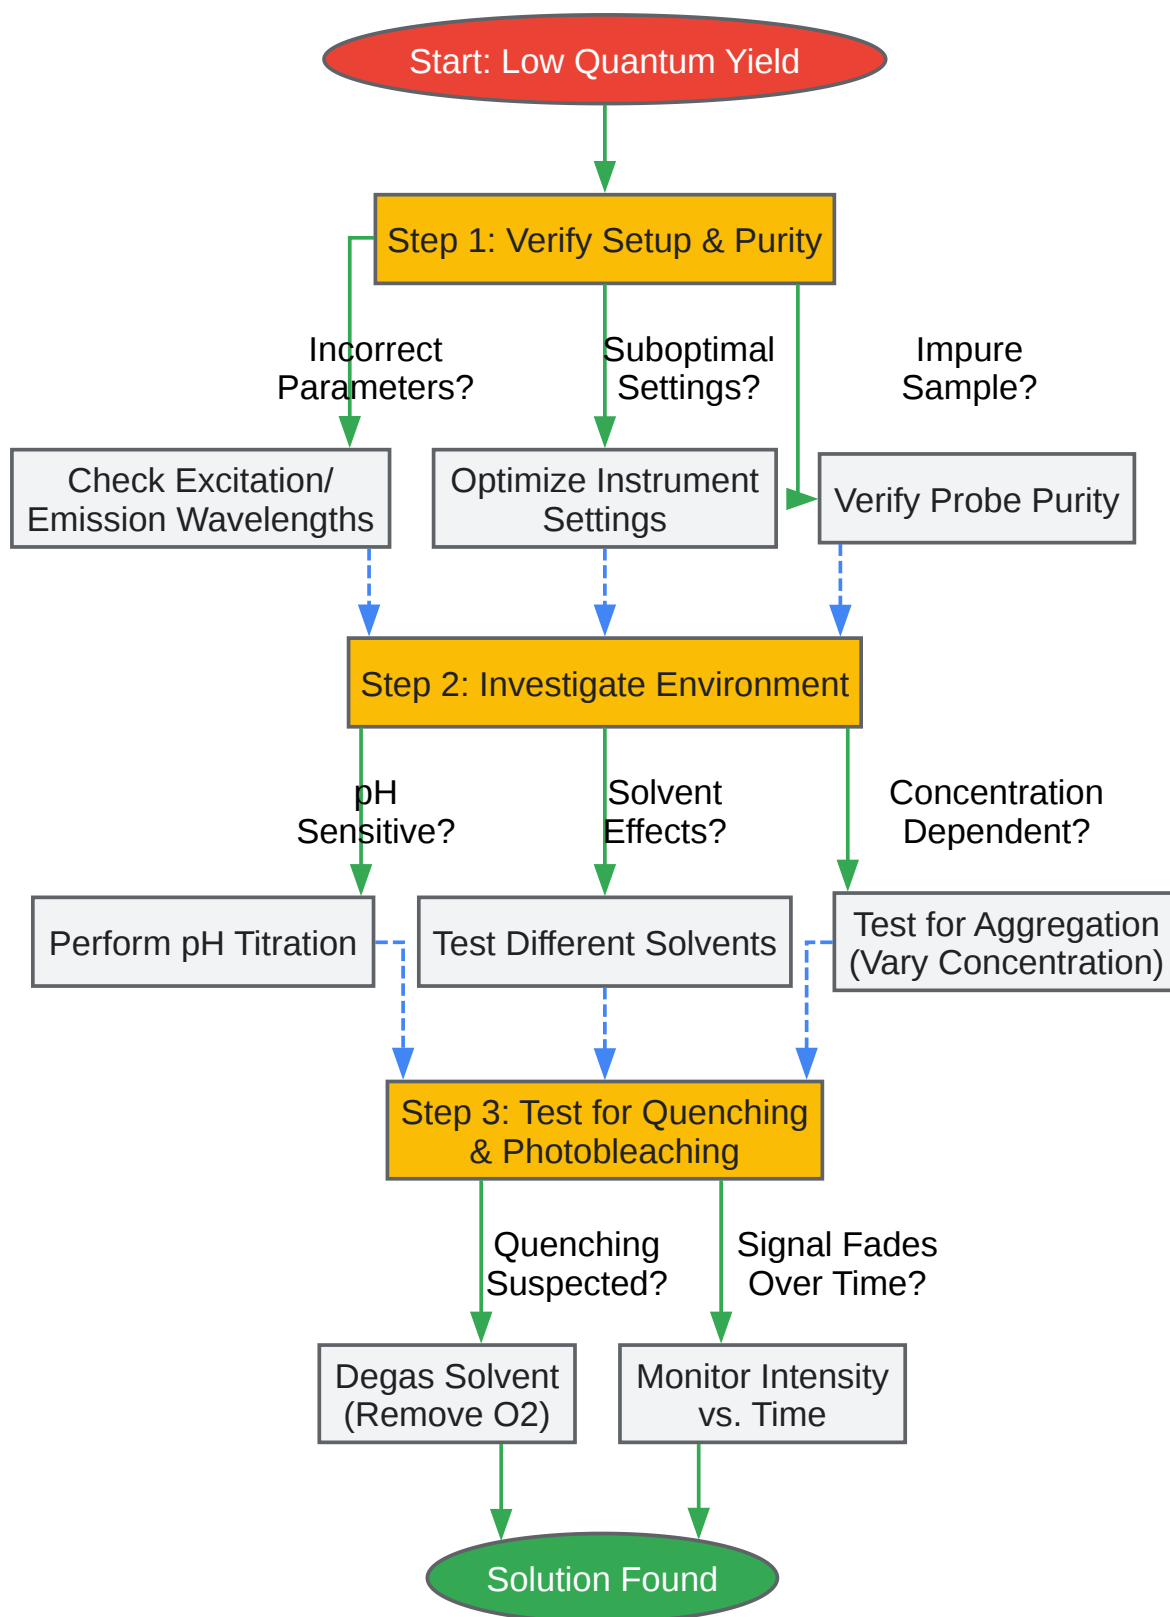 Start: Low Quantum Yield
Step 1: Verify Setup & Purity
Incorrect
Parameters?
Suboptimal
Settings?
Impure
Sample?
Check Excitation/
Emission Wavelengths
Optimize Instrument
Settings
Verify Probe Purity
Step 2: Investigate Environment
pH
Sensitive?
Solvent
Effects?
Concentration
Dependent?
Perform pH Titration
Test Different Solvents
Test for Aggregation
(Vary Concentration)
Step 3: Test for Quenching
& Photobleaching
Quenching
Suspected?
Signal Fades
Over Time?
Degas Solvent
(Remove O2)
Monitor Intensity
vs. Time
Solution Found